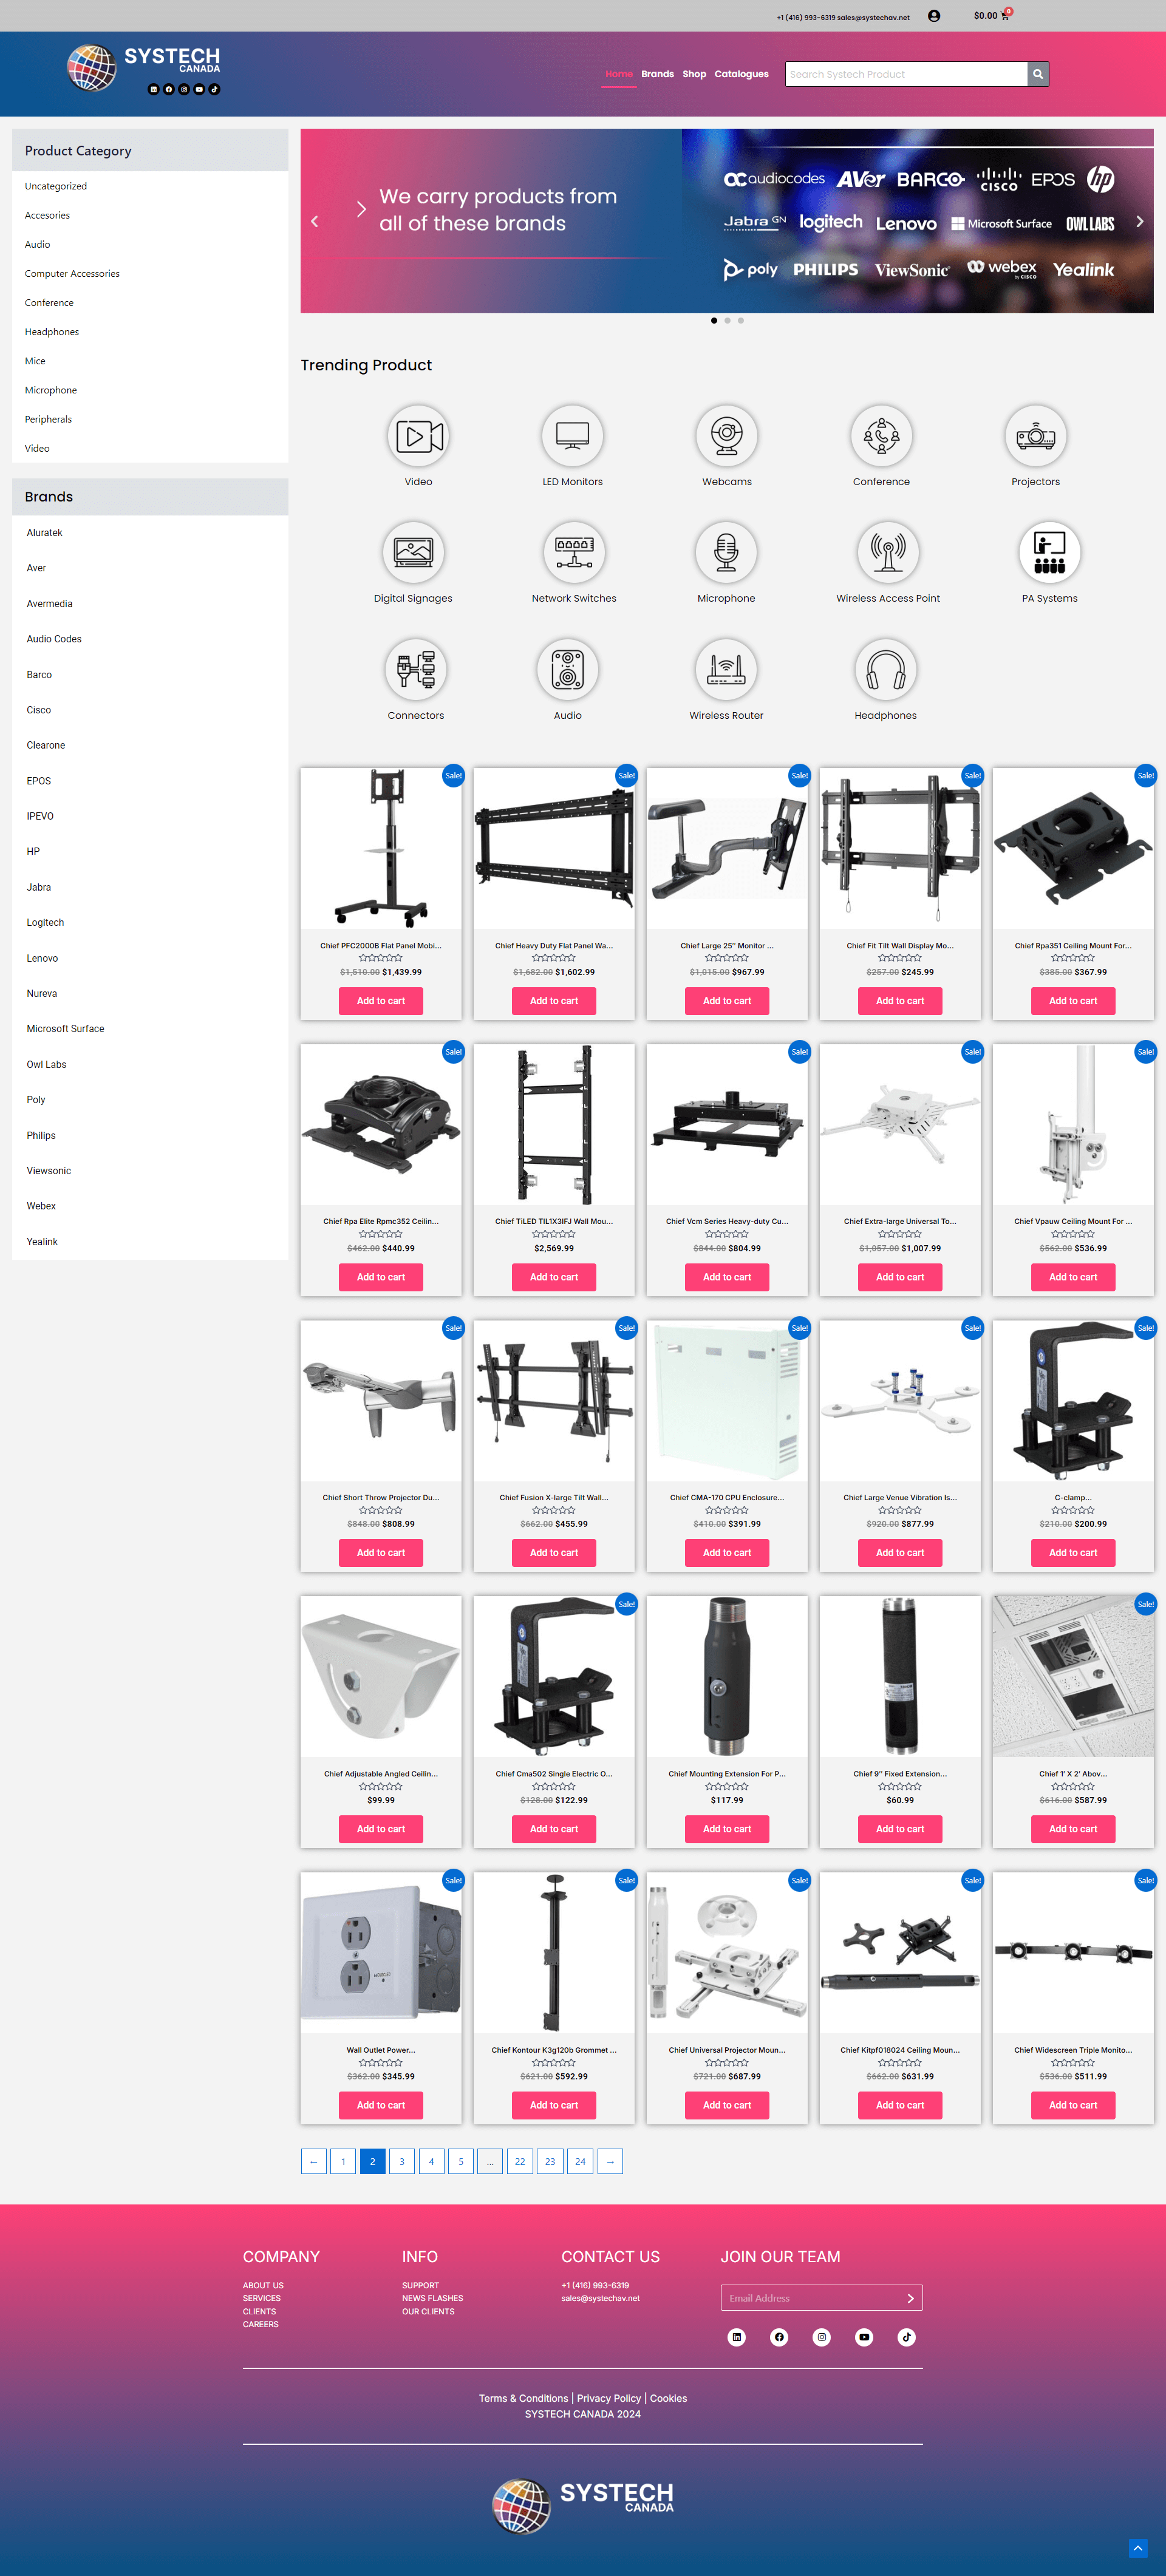 +1 (416) 993-6319 sales@systechav.net
$0.00
0
SYSTECH
CANADA
Home Brands Shop Catalogues
Search Systech Product
Product Category
Uncategorized
Accesories
Audio
Computer Accessories
Conference
Headphones
Mice
Microphone
Peripherals
Video
Brands
Aluratek
Aver
Avermedia
Audio Codes
Barco
Cisco
Clearone
EPOS
IPEVO
HP
Jabra
Logitech
Lenovo
Nureva
Microsoft Surface
Owl Labs
Poly
Philips
Viewsonic
Webex
Yealink
We carry products from
all of these brands
audiocodes AVer BARCO CISCO EPOS hp
Jabra GN logitech Lenovo Microsoft Surface OWL LABS
poly PHILIPS ViewSonic webex by CISCO Yealink
Trending Product
Video LED Monitors Webcams Conference Projectors
Digital Signages Network Switches Microphone Wireless Access Point PA Systems
Connectors Audio Wireless Router Headphones
Sale! Sale! Sale! Sale! Sale!
Chief PFC2000B Flat Panel Mobi... Chief Heavy Duty Flat Panel Wa... Chief Large 25″ Monitor ... Chief Fit Tilt Wall Display Mo... Chief Rpa351 Ceiling Mount For...
$1,510.00 $1,439.99 $1,682.00 $1,602.99 $1,015.00 $967.99 $257.00 $245.99 $385.00 $367.99
Add to cart Add to cart Add to cart Add to cart Add to cart
Sale! Sale! Sale! Sale!
Chief Rpa Elite Rpmc352 Ceilin... Chief TiLED TIL1X3IFJ Wall Mou... Chief Vcm Series Heavy-duty Cu... Chief Extra-large Universal To... Chief Vpauw Ceiling Mount For ...
$462.00 $440.99 $2,569.99 $844.00 $804.99 $1,057.00 $1,007.99 $562.00 $536.99
Add to cart Add to cart Add to cart Add to cart Add to cart
Sale! Sale! Sale! Sale! Sale!
Chief Short Throw Projector Du... Chief Fusion X-large Tilt Wall... Chief CMA-170 CPU Enclosure... Chief Large Venue Vibration Is... C-clamp...
$848.00 $808.99 $662.00 $455.99 $410.00 $391.99 $920.00 $877.99 $210.00 $200.99
Add to cart Add to cart Add to cart Add to cart Add to cart
Sale! Sale!
Chief Adjustable Angled Ceilin... Chief Cma502 Single Electric O... Chief Mounting Extension For P... Chief 9″ Fixed Extension... Chief 1′ X 2′ Abov...
$99.99 $128.00 $122.99 $117.99 $60.99 $616.00 $587.99
Add to cart Add to cart Add to cart Add to cart Add to cart
Sale! Sale! Sale! Sale! Sale!
Wall Outlet Power... Chief Kontour K3g120b Grommet ... Chief Universal Projector Moun... Chief Kitpf018024 Ceiling Moun... Chief Widescreen Triple Monito...
$362.00 $345.99 $621.00 $592.99 $721.00 $687.99 $662.00 $631.99 $536.00 $511.99
Add to cart Add to cart Add to cart Add to cart Add to cart
← 1 2 3 4 5 … 22 23 24 →
COMPANY
ABOUT US
SERVICES
CLIENTS
CAREERS
INFO
SUPPORT
NEWS FLASHES
OUR CLIENTS
CONTACT US
+1 (416) 993-6319
sales@systechav.net
JOIN OUR TEAM
Email Address
Terms & Conditions | Privacy Policy | Cookies
SYSTECH CANADA 2024
SYSTECH
CANADA